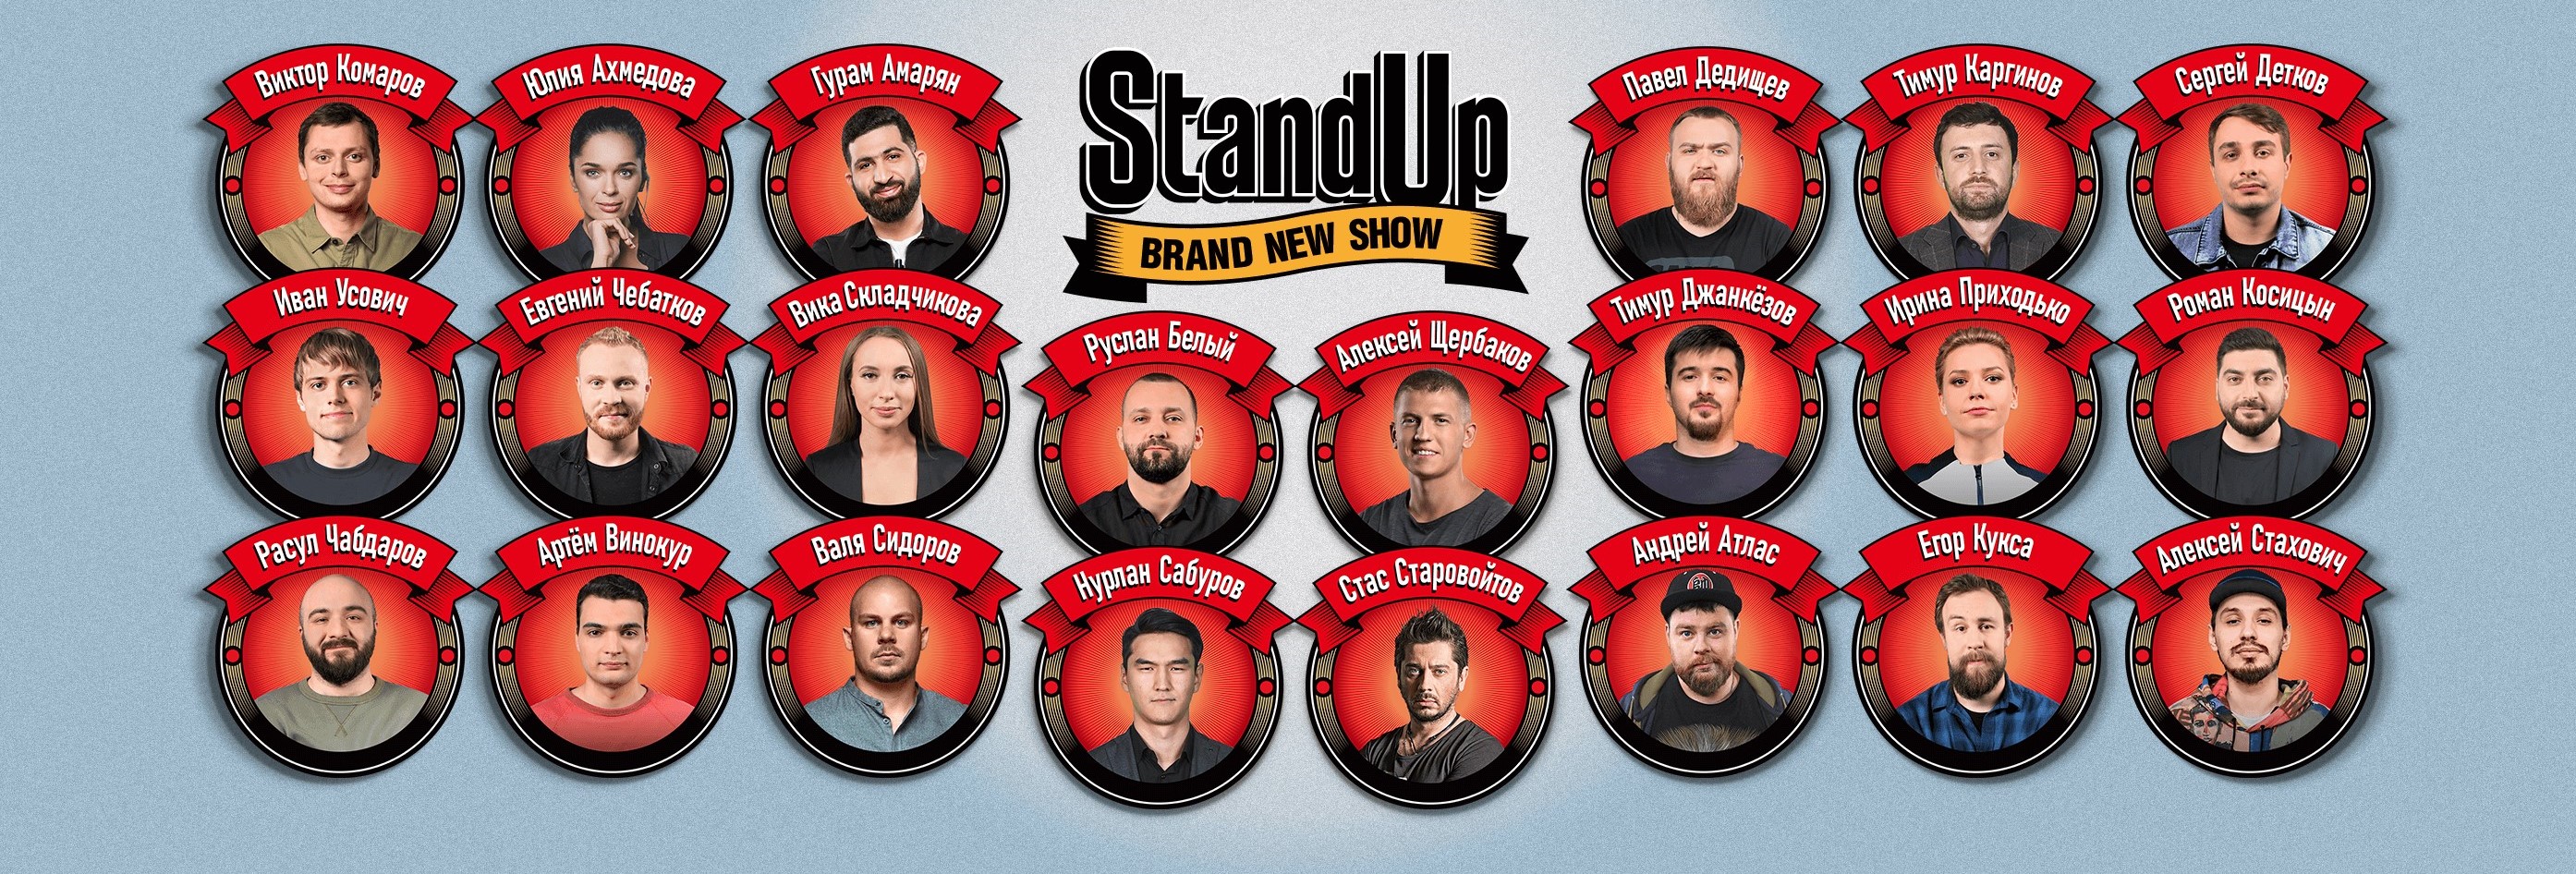 StandUp
BRAND NEW SHOW
Виктор Комаров
Юлия Ахмедова
Гурам Амарян
Павел Дедищев
Тимур Каргинов
Сергей Детков
Иван Усович
Евгений Чебатков
Вика Складчикова
Руслан Белый
Алексей Щербаков
Тимур Джанкёзов
Ирина Приходько
Роман Косицын
Расул Чабдаров
Артём Винокур
Валя Сидоров
Нурлан Сабуров
Стас Старовойтов
Андрей Атлас
Егор Кукса
Алексей Стахович